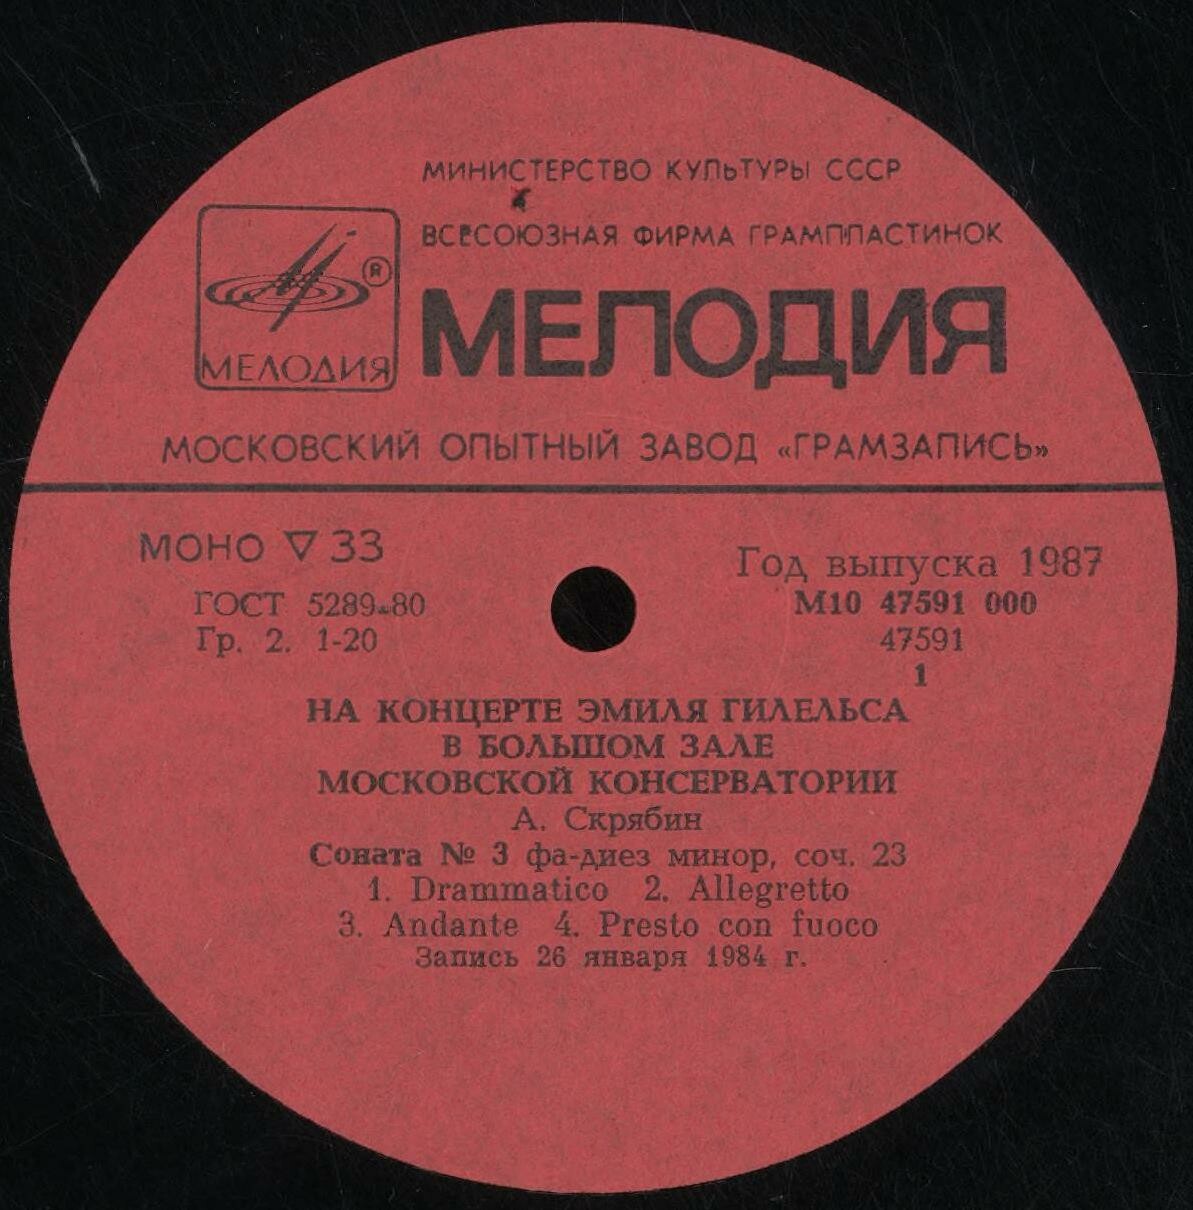 МИНИСТЕРСТВО КУЛЬТУРЫ СССР
ВСЕСОЮЗНАЯ ФИРМА ГРАМПЛАСТИНОК
®
МЕЛОДИЯ
МЕЛОДИЯ
МОСКОВСКИЙ ОПЫТНЫЙ ЗАВОД «ГРАМЗАПИСЬ»
МОНО ▽ 33
ГОСТ 5289-80
Гр. 2. 1-20
Год выпуска 1987
М10 47591 000
47591
1
НА КОНЦЕРТЕ ЭМИЛЯ ГИЛЕЛЬСА
В БОЛЬШОМ ЗАЛЕ
МОСКОВСКОЙ КОНСЕРВАТОРИИ
А. Скрябин
Соната № 3 фа-диез минор, соч. 23
1. Drammatico 2. Allegretto
3. Andante 4. Presto con fuoco
Запись 26 января 1984 г.